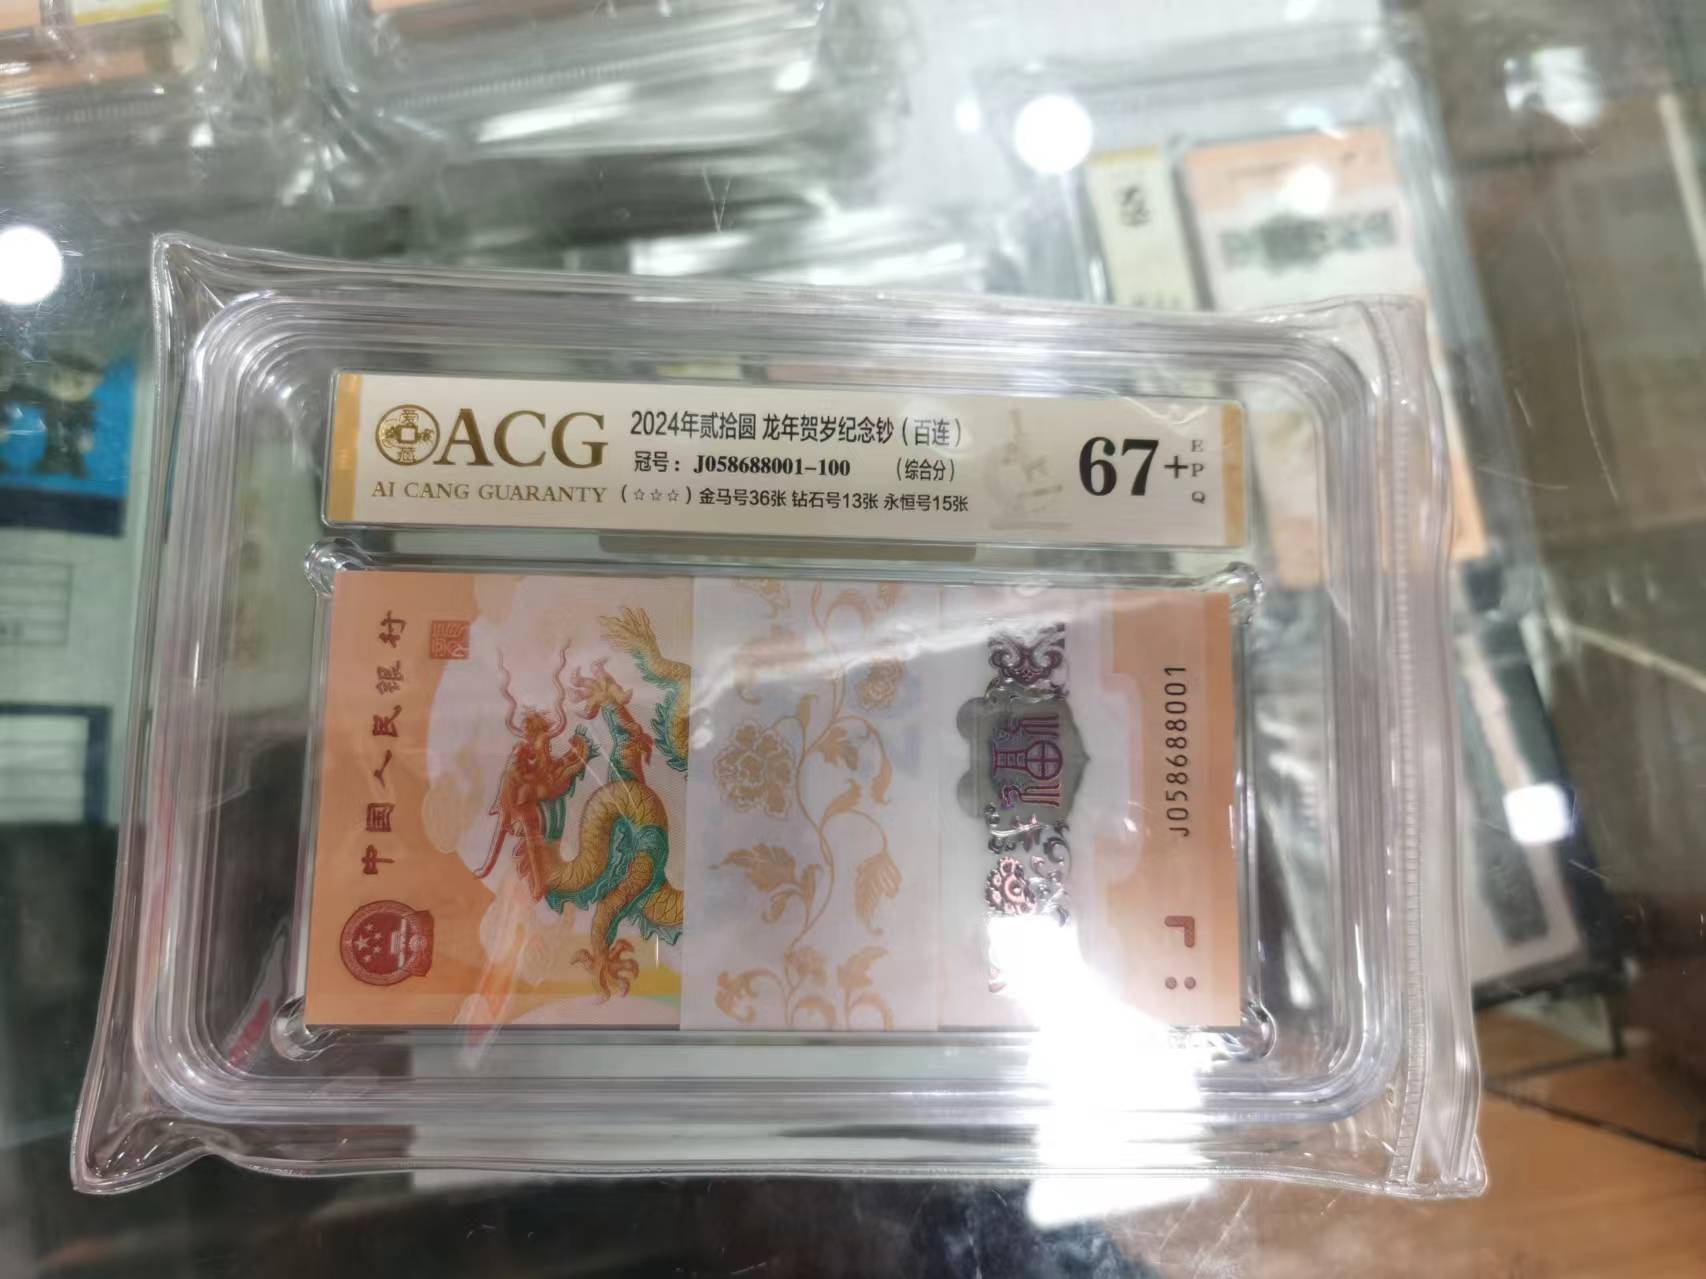 ACG
AI CANG GUARANTY
2024年贰拾圆 龙年贺岁纪念钞（百连）
冠号：J058688001-100 （综合分）
（☆☆☆）金马号36张 钻石号13张 永恒号15张
67+
EPQ
中国人民银行
福
J058688001